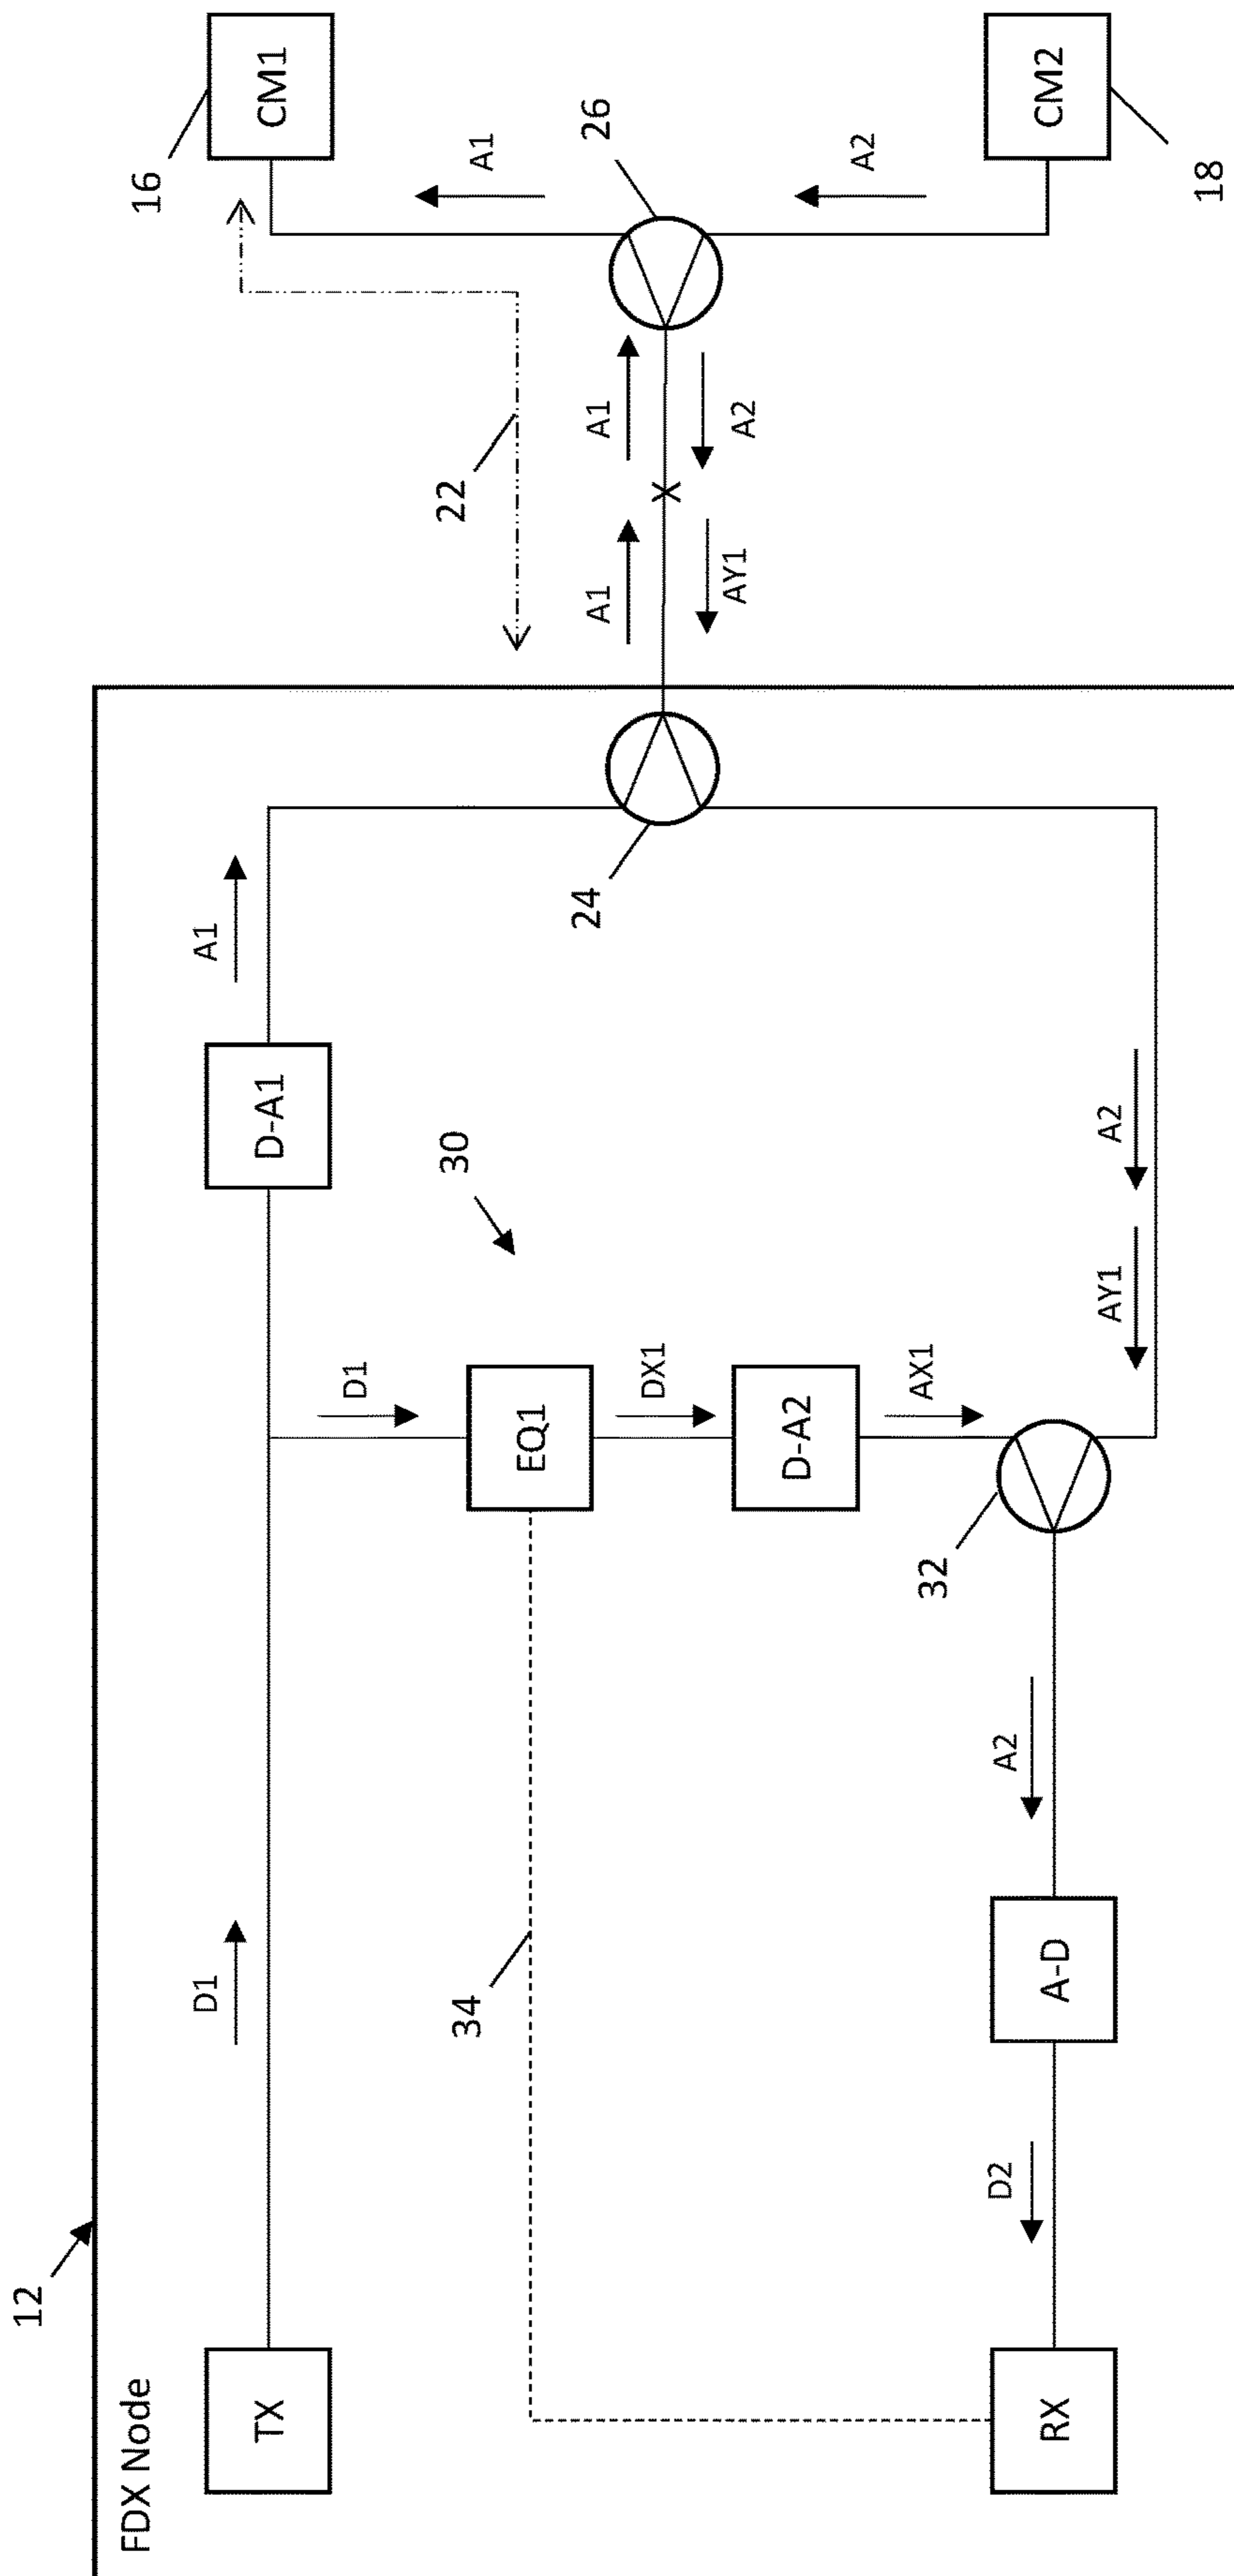 12
FDX Node
TX
D1
D-A1
A1
16
CM1
22
D1
EQ1
DX1
30
D-A2
AX1
32
34
24
A1
AY1
A1
A2
26
A1
A2
CM2
18
RX
D2
A-D
A2
AY1
A2
X